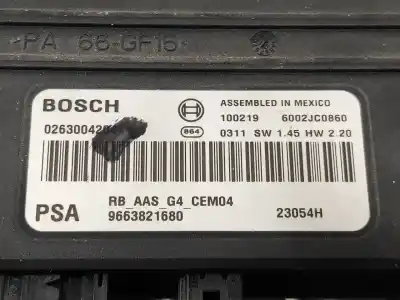 PA 66-GF15
BOSCH
ASSEMBLED IN MEXICO
100219 6002JC0860
864
0311 SW 1.45 HW 2.20
RB_AAS_G4_CEM04
PSA
9663821680
23054H